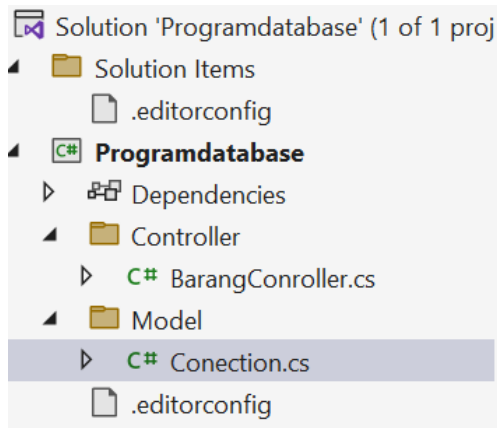 Solution 'Programdatabase' (1 of 1 proj
Solution Items
.editorconfig
C# Programdatabase
Dependencies
Controller
C# BarangConroller.cs
Model
C# Conection.cs
.editorconfig